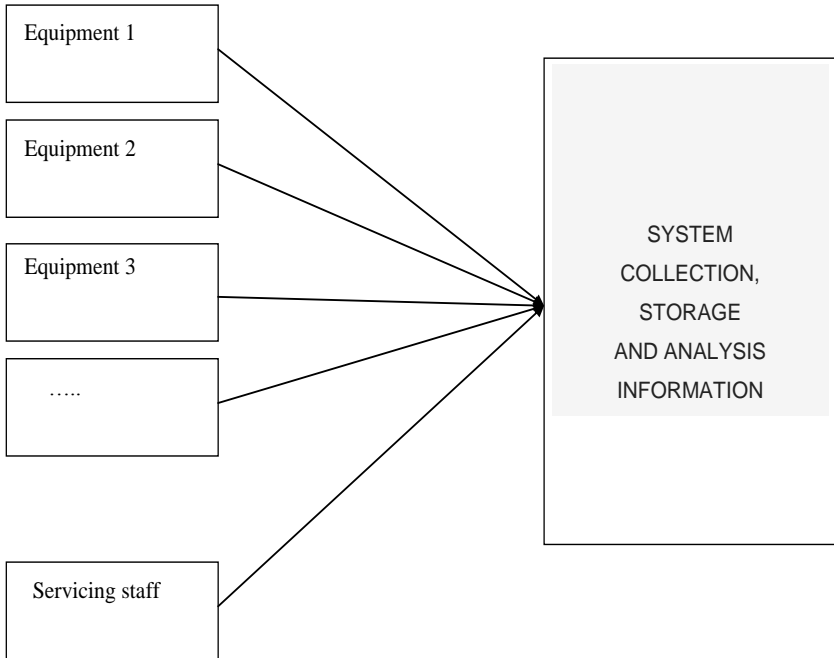 Equipment 1
Equipment 2
Equipment 3
…..
Servicing staff
SYSTEM
COLLECTION,
STORAGE
AND ANALYSIS
INFORMATION